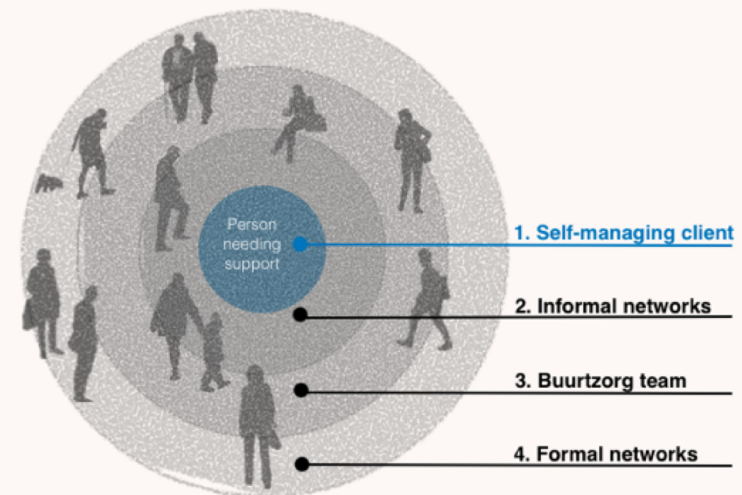 Person
needing
support
1. Self-managing client
2. Informal networks
3. Buurtzorg team
4. Formal networks